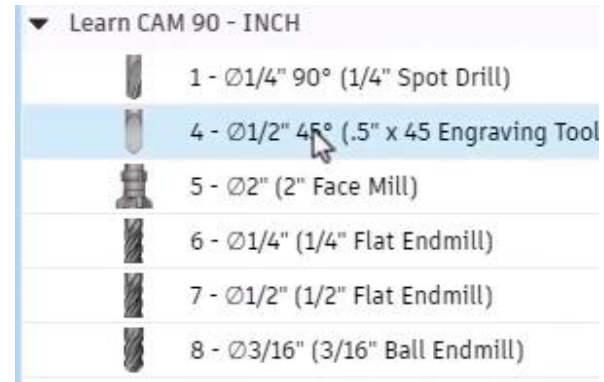 Learn CAM 90 - INCH
1 - ∅1/4" 90° (1/4" Spot Drill)
4 - ∅1/2" 45° (.5" x 45 Engraving Tool
5 - ∅2" (2" Face Mill)
6 - ∅1/4" (1/4" Flat Endmill)
7 - ∅1/2" (1/2" Flat Endmill)
8 - ∅3/16" (3/16" Ball Endmill)